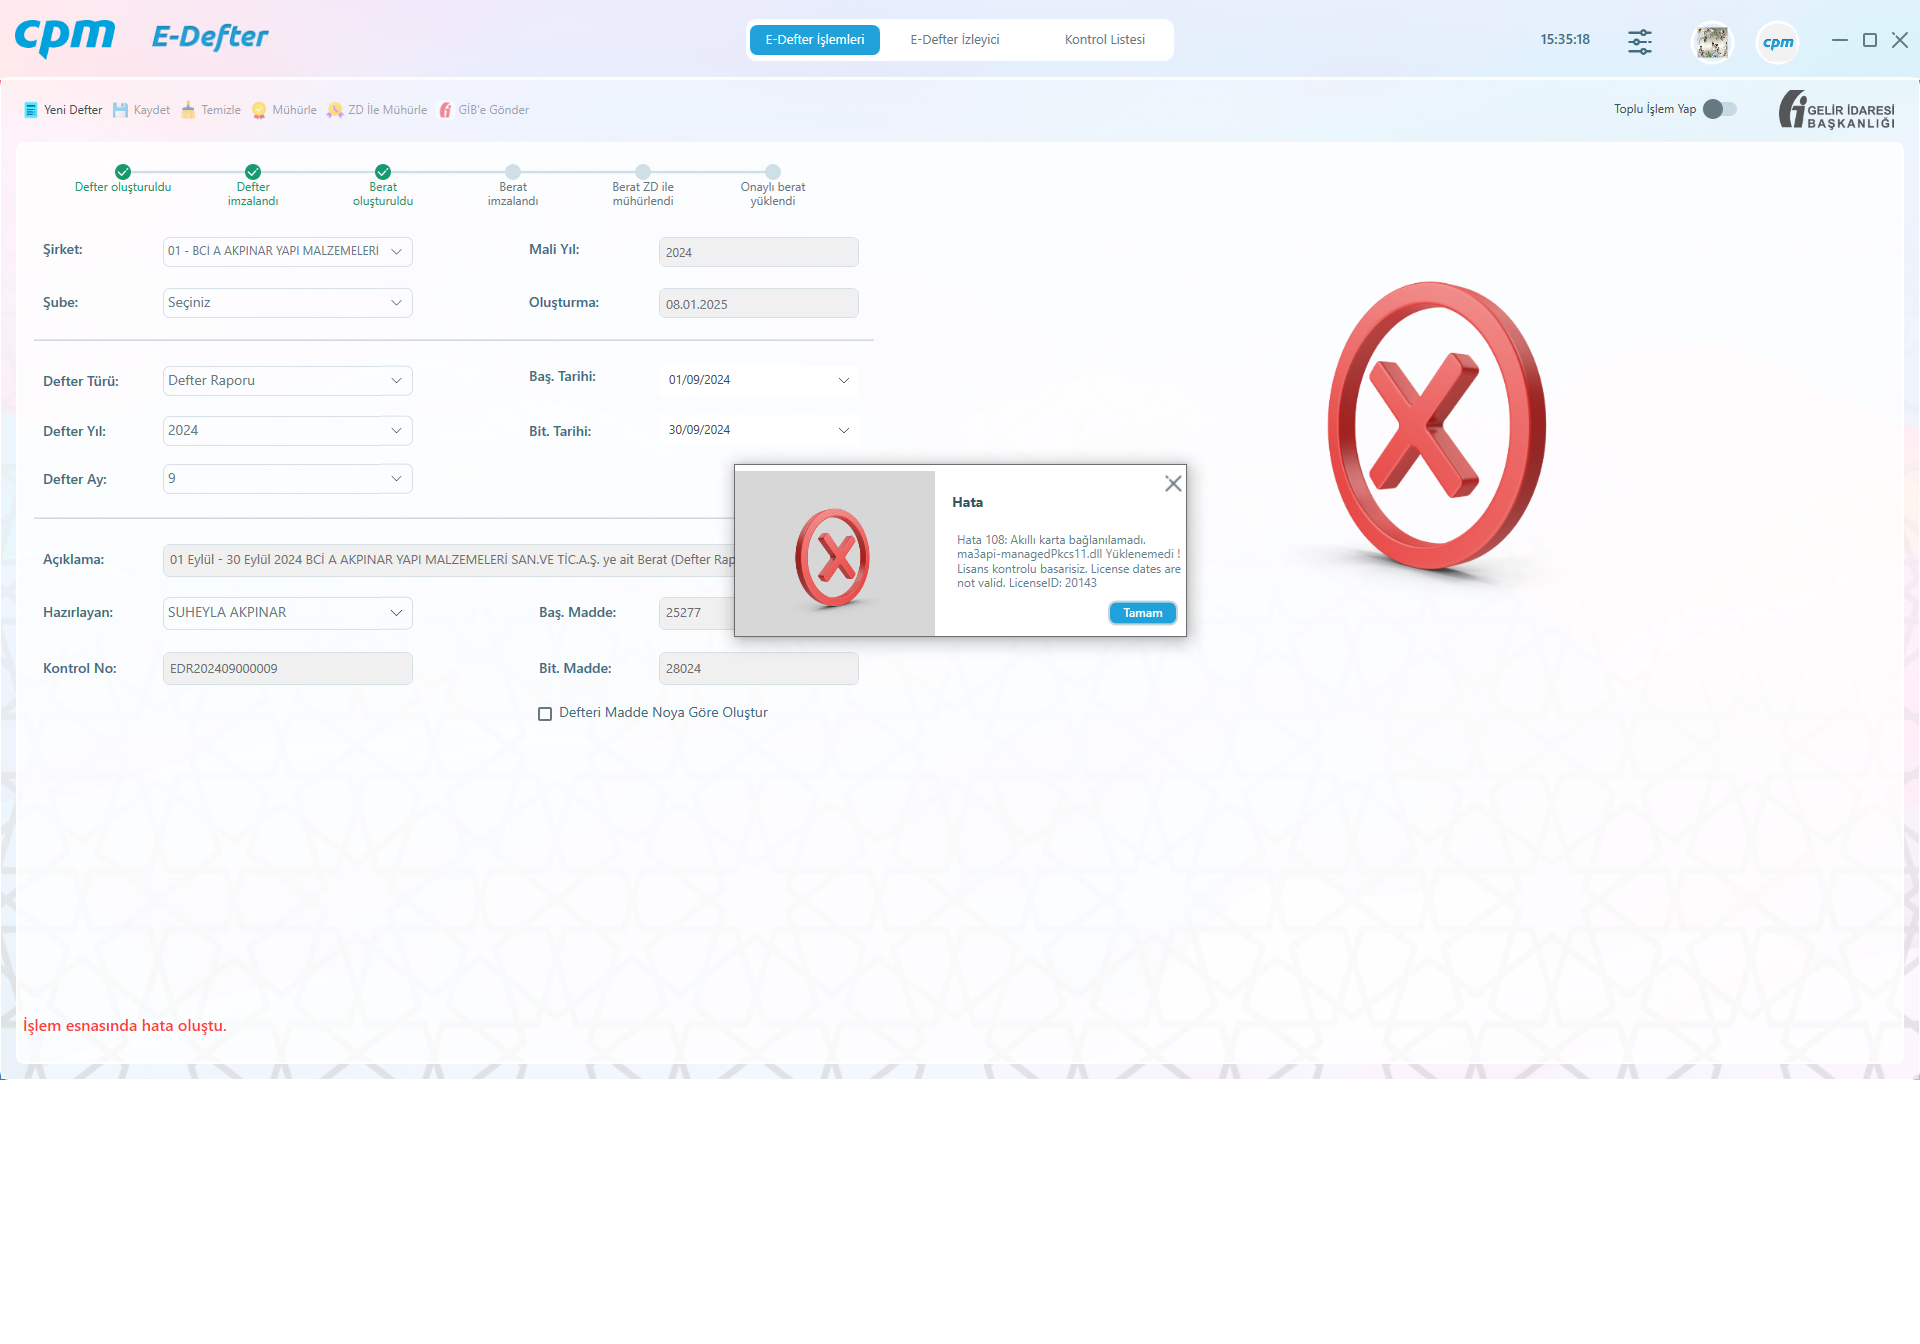 cpm E-Defter E-Defter İşlemleri E-Defter İzleyici Kontrol Listesi 15:35:18 cpm
Yeni Defter Kaydet Temizle Mühürle ZD İle Mühürle GİB'e Gönder Toplu İşlem Yap GELİR İDARESİ
BAŞKANLIĞI
Defter oluşturuldu Defter Berat Berat Berat ZD ile Onaylı berat
imzalandı oluşturuldu imzalandı mühürlendi yüklendi
Şirket: 01 - BCİ A AKPINAR YAPI MALZEMELERİ Mali Yıl: 2024
Şube: Seçiniz Oluşturma: 08.01.2025
Defter Türü: Defter Raporu Baş. Tarihi: 01/09/2024
Defter Yıl: 2024 Bit. Tarihi: 30/09/2024
Defter Ay: 9
Hata
Hata 108: Akıllı karta bağlanılamadı.
ma3api-managedPkcs11.dll Yüklenemedi !
Lisans kontrolu basarisiz. License dates are
not valid. LicenseID: 20143
Tamam
Açıklama: 01 Eylül - 30 Eylül 2024 BCİ A AKPINAR YAPI MALZEMELERİ SAN.VE TİC.A.Ş. ye ait Berat (Defter Rap
Hazırlayan: SUHEYLA AKPINAR Baş. Madde: 25277
Kontrol No: EDR202409000009 Bit. Madde: 28024
Defteri Madde Noya Göre Oluştur
İşlem esnasında hata oluştu.